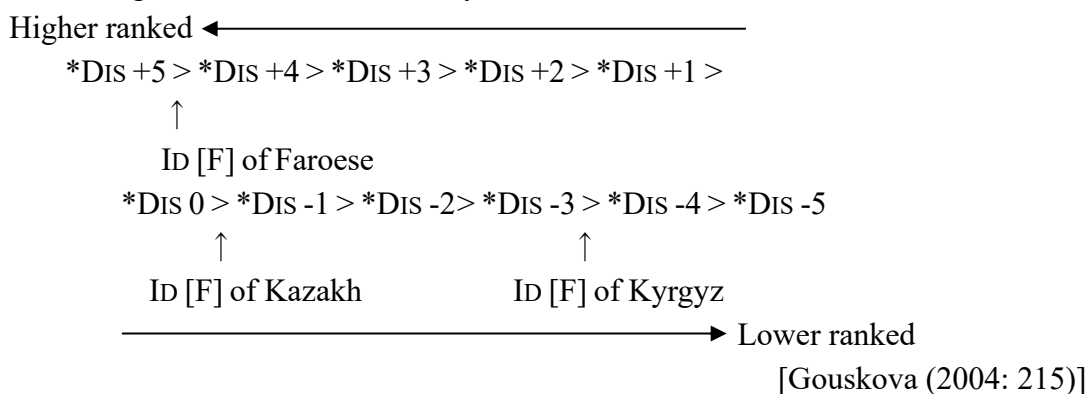 Higher ranked
*DIS +5 > *DIS +4 > *DIS +3 > *DIS +2 > *DIS +1 >
↑
ID [F] of Faroese
*DIS 0 > *DIS -1 > *DIS -2> *DIS -3 > *DIS -4 > *DIS -5
↑ ↑
ID [F] of Kazakh ID [F] of Kyrgyz
Lower ranked
[Gouskova (2004: 215)]